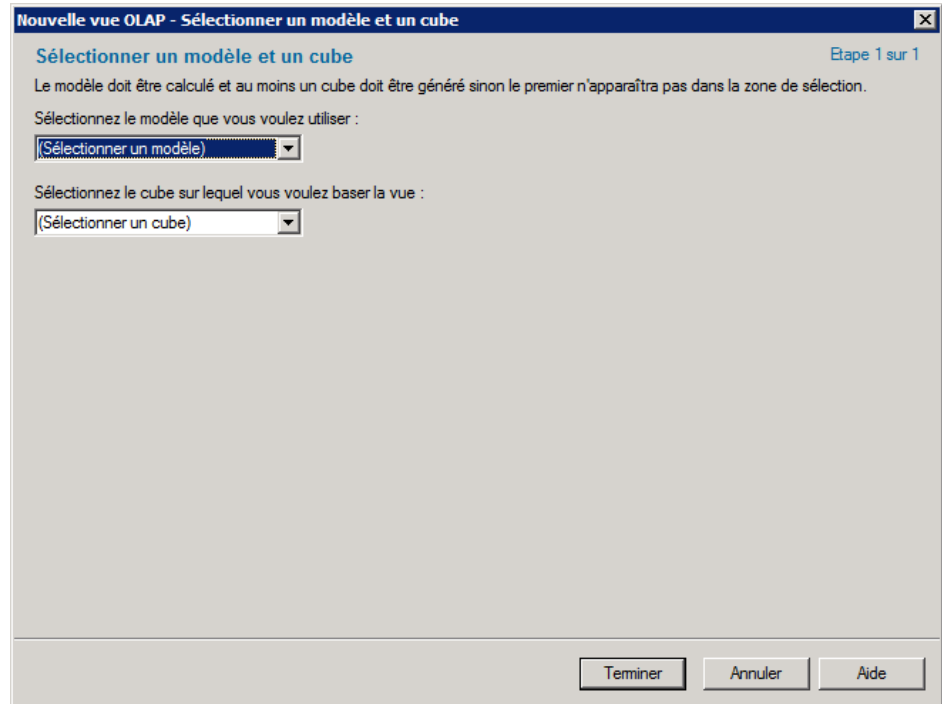 Nouvelle vue OLAP - Sélectionner un modèle et un cube
Sélectionner un modèle et un cube
Etape 1 sur 1
Le modèle doit être calculé et au moins un cube doit être généré sinon le premier n'apparaîtra pas dans la zone de sélection.
Sélectionnez le modèle que vous voulez utiliser :
(Sélectionner un modèle)
Sélectionnez le cube sur lequel vous voulez baser la vue :
(Sélectionner un cube)
Terminer
Annuler
Aide